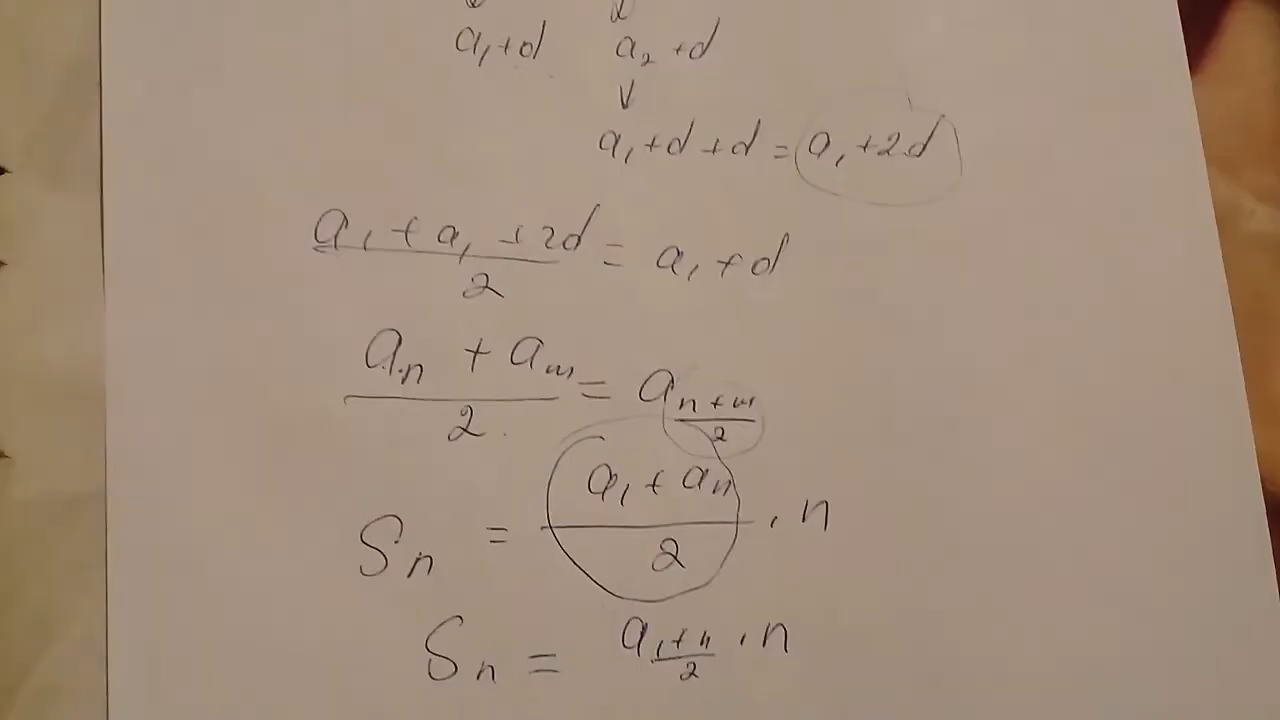 a₁+d a₂+d
a₁+d+d=a₁+2d
(a₁+a₁+2d)/2 = a₁+d
(aₙ + aₘ)/2 = a_((n+m)/2)
Sₙ = (a₁+aₙ)/2 · n
Sₙ = a_((1+n)/2) · n